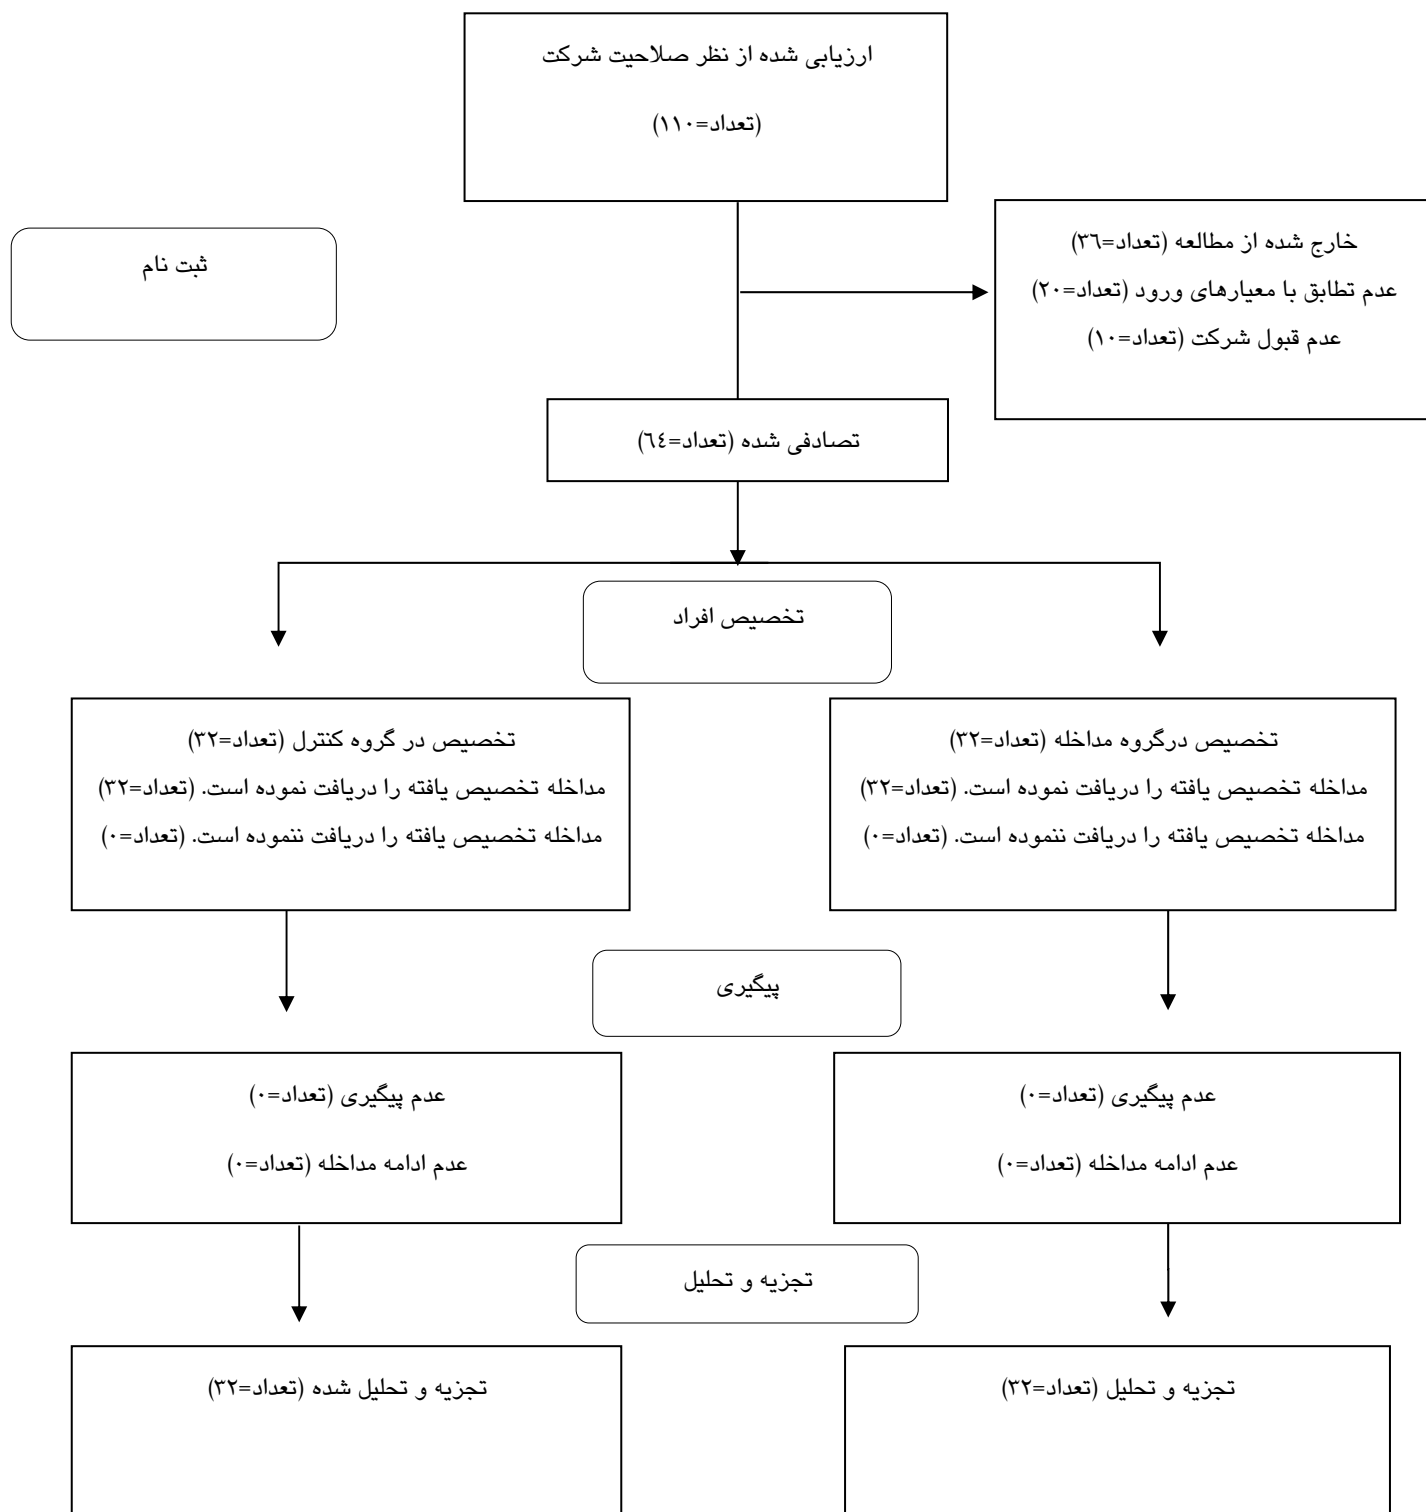 ارزیابی شده از نظر صلاحیت شرکت
(تعداد=۱۱۰)
ثبت نام
خارج شده از مطالعه (تعداد=۳٦)
عدم تطابق با معیارهای ورود (تعداد=۲۰)
عدم قبول شرکت (تعداد=۱۰)
تصادفی شده (تعداد=٦٤)
تخصیص افراد
تخصیص درگروه مداخله (تعداد=۳۲)
مداخله تخصیص یافته را دریافت نموده است. (تعداد=۳۲)
مداخله تخصیص یافته را دریافت ننموده است. (تعداد=۰)
تخصیص در گروه کنترل (تعداد=۳۲)
مداخله تخصیص یافته را دریافت نموده است. (تعداد=۳۲)
مداخله تخصیص یافته را دریافت ننموده است. (تعداد=۰)
پیگیری
عدم پیگیری (تعداد=۰)
عدم ادامه مداخله (تعداد=۰)
عدم پیگیری (تعداد=۰)
عدم ادامه مداخله (تعداد=۰)
تجزیه و تحلیل
تجزیه و تحلیل (تعداد=۳۲)
تجزیه و تحلیل شده (تعداد=۳۲)